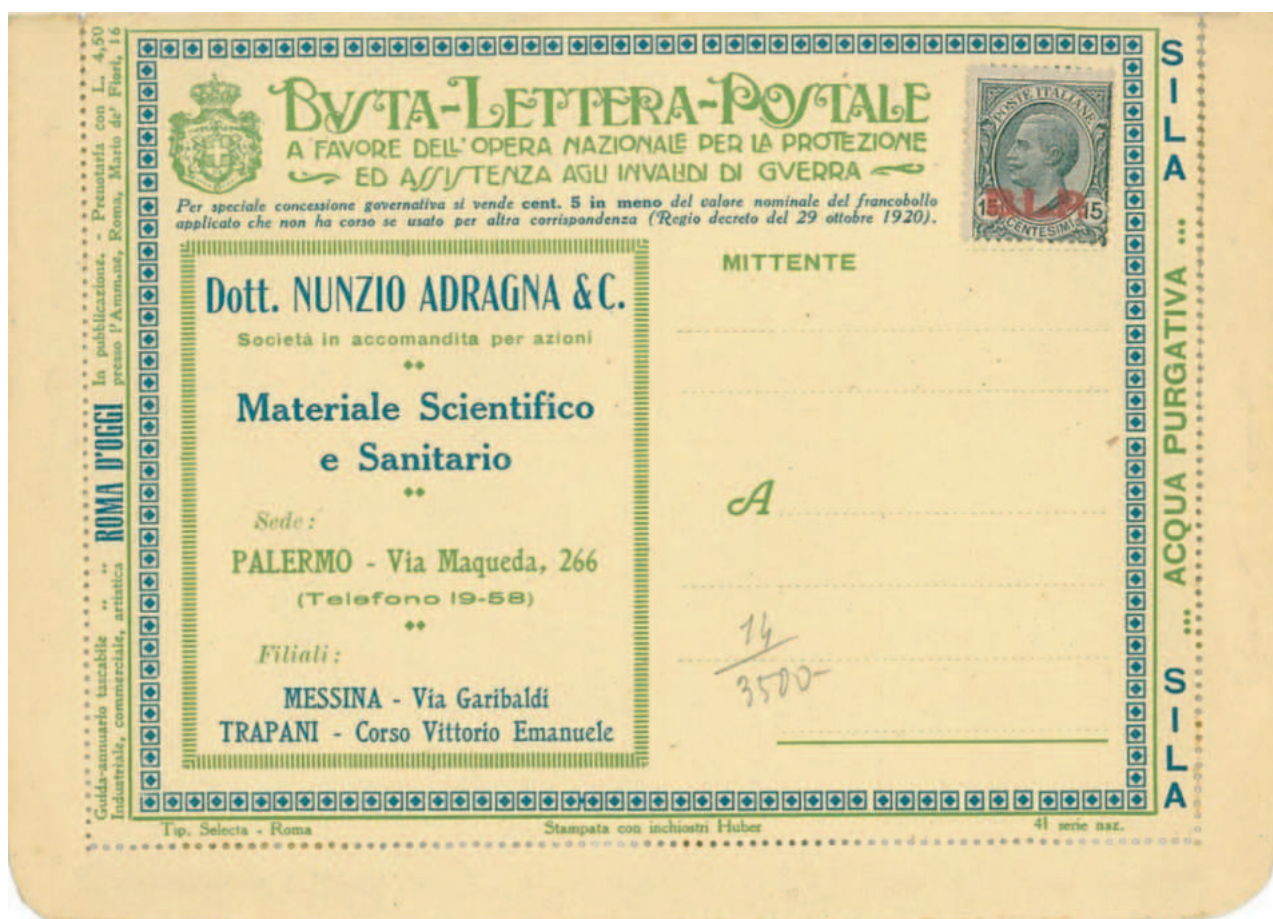 BUSTA-LETTERA-POSTALE
A FAVORE DELL'OPERA NAZIONALE PER LA PROTEZIONE
ED ASSISTENZA AGLI INVALIDI DI GVERRA
Per speciale concessione governativa si vende cent. 5 in meno del valore nominale del francobollo
applicato che non ha corso se usato per altra corrispondenza (Regio decreto del 29 ottobre 1920).
POSTE ITALIANE
B.L.P.
15 15
CENTESIMI
Dott. NUNZIO ADRAGNA & C.
Società in accomandita per azioni
Materiale Scientifico
e Sanitario
Sede:
PALERMO - Via Maqueda, 266
(Telefono 19-58)
Filiali:
MESSINA - Via Garibaldi
TRAPANI - Corso Vittorio Emanuele
MITTENTE
A
14
3500-
Tip. Selecta - Roma
Stampata con inchiostri Huber
41 serie naz.
Guida-annuario tascabile .. .. ROMA D'OGGI In pubblicazione. - Prenotaria con L. 4,50
Industriale, commerciale, artistica presso l'Amm.ne, Roma, Mario de' Fiori, 16
SILA ... ACQUA PURGATIVA ... SILA